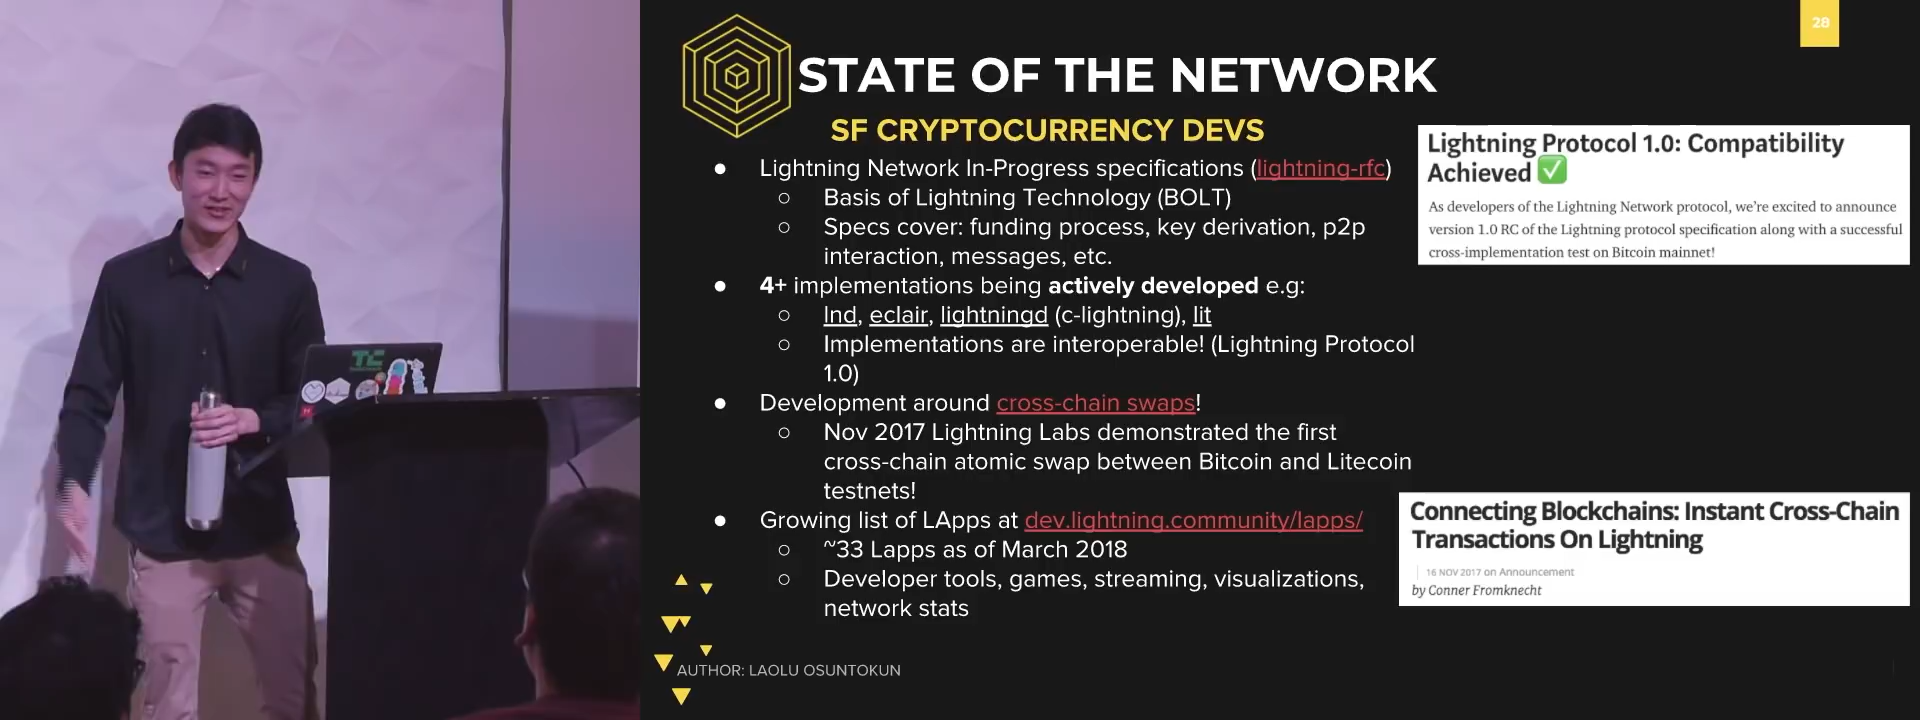 28
STATE OF THE NETWORK
SF CRYPTOCURRENCY DEVS
● Lightning Network In-Progress specifications (lightning-rfc)
○ Basis of Lightning Technology (BOLT)
○ Specs cover: funding process, key derivation, p2p
interaction, messages, etc.
● 4+ implementations being actively developed e.g:
○ lnd, eclair, lightningd (c-lightning), lit
○ Implementations are interoperable! (Lightning Protocol
1.0)
● Development around cross-chain swaps!
○ Nov 2017 Lightning Labs demonstrated the first
cross-chain atomic swap between Bitcoin and Litecoin
testnets!
● Growing list of LApps at dev.lightning.community/lapps/
○ ~33 Lapps as of March 2018
○ Developer tools, games, streaming, visualizations,
network stats
Lightning Protocol 1.0: Compatibility
Achieved ✅
As developers of the Lightning Network protocol, we're excited to announce
version 1.0 RC of the Lightning protocol specification along with a successful
cross-implementation test on Bitcoin mainnet!
Connecting Blockchains: Instant Cross-Chain
Transactions On Lightning
16 NOV 2017 on Announcement
by Conner Fromknecht
AUTHOR: LAOLU OSUNTOKUN
TC